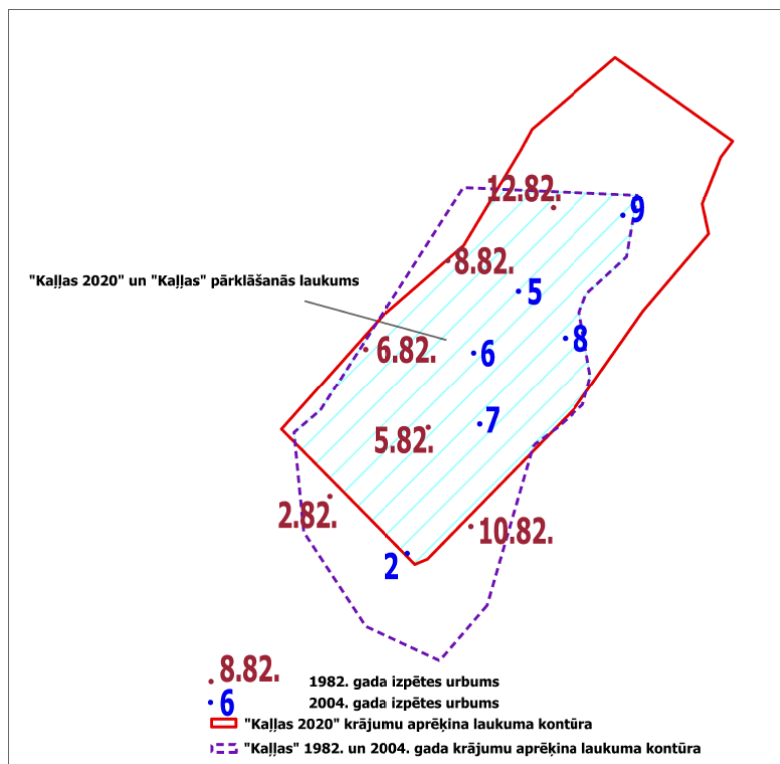 12.82.
9
8.82.
"Kaļļas 2020" un "Kaļļas" pārklāšanās laukums
5
8
6.82.
6
7
5.82.
2.82.
10.82.
2
8.82. 1982. gada izpētes urbums
6 2004. gada izpētes urbums
"Kaļļas 2020" krājumu aprēķina laukuma kontūra
"Kaļļas" 1982. un 2004. gada krājumu aprēķina laukuma kontūra